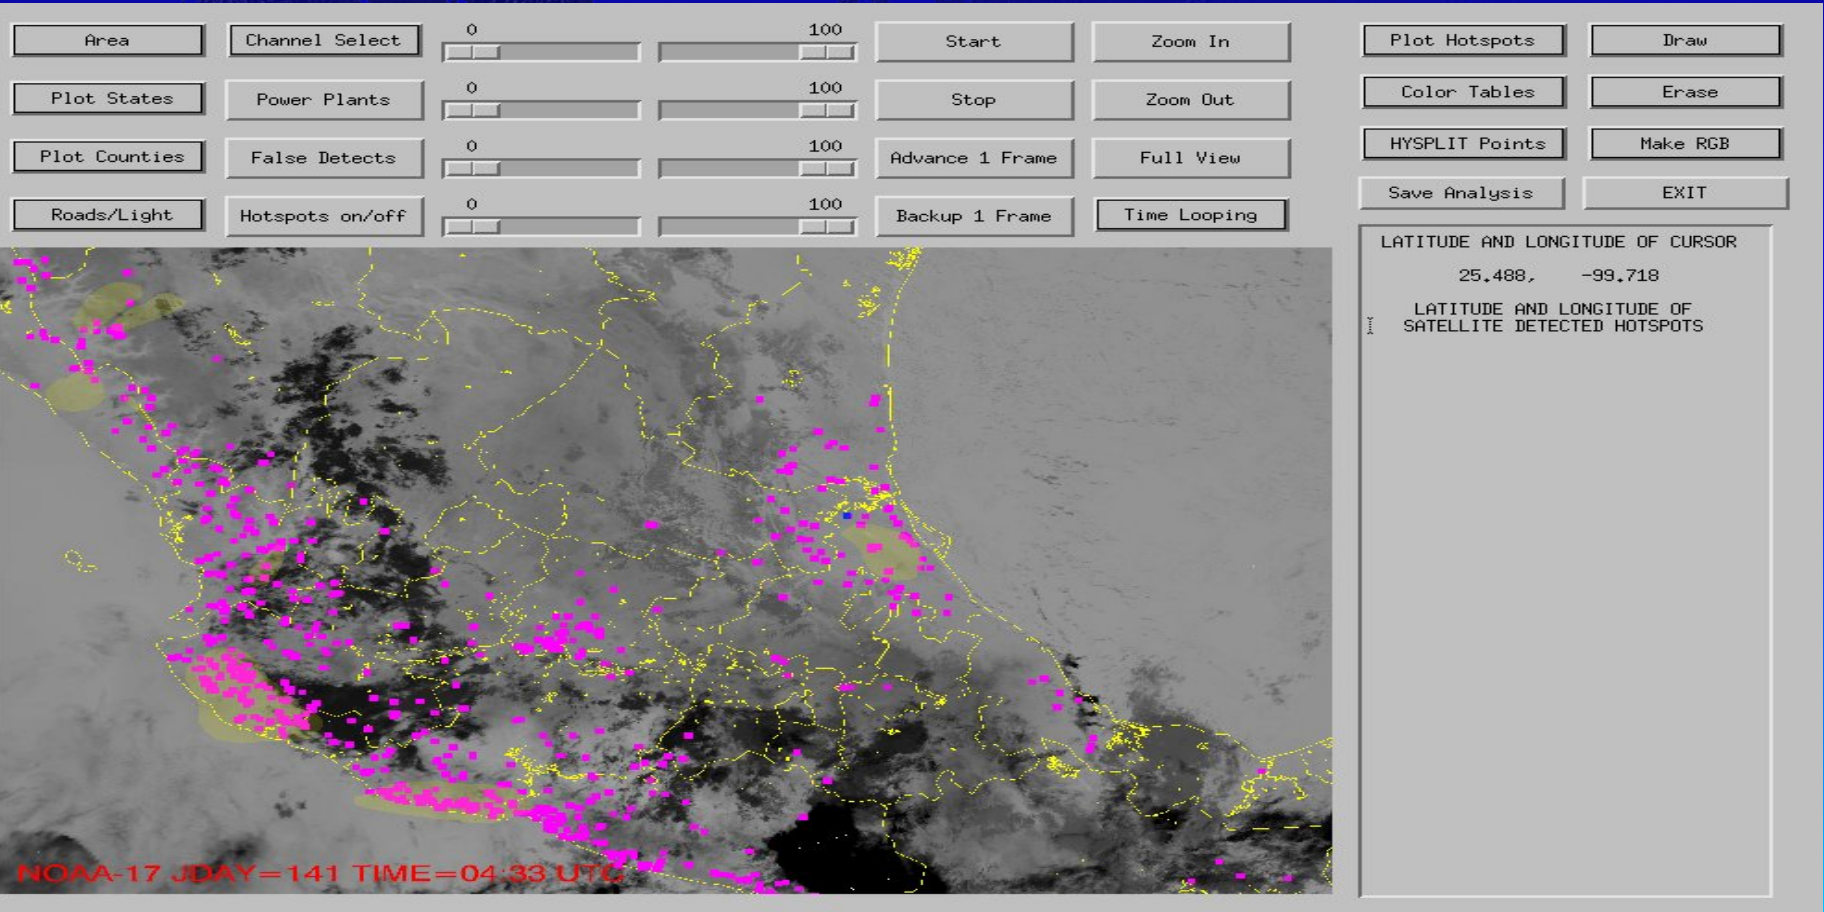 Area
Channel Select
0
100
Start
Zoom In
Plot Hotspots
Draw
Plot States
Power Plants
0
100
Stop
Zoom Out
Color Tables
Erase
Plot Counties
False Detects
0
100
Advance 1 Frame
Full View
HYSPLIT Points
Make RGB
Roads/Light
Hotspots on/off
0
100
Backup 1 Frame
Time Looping
Save Analysis
EXIT
LATITUDE AND LONGITUDE OF CURSOR
25.488, -99.718
LATITUDE AND LONGITUDE OF
SATELLITE DETECTED HOTSPOTS
NOAA-17 JDAY=141 TIME=04:33 UTC